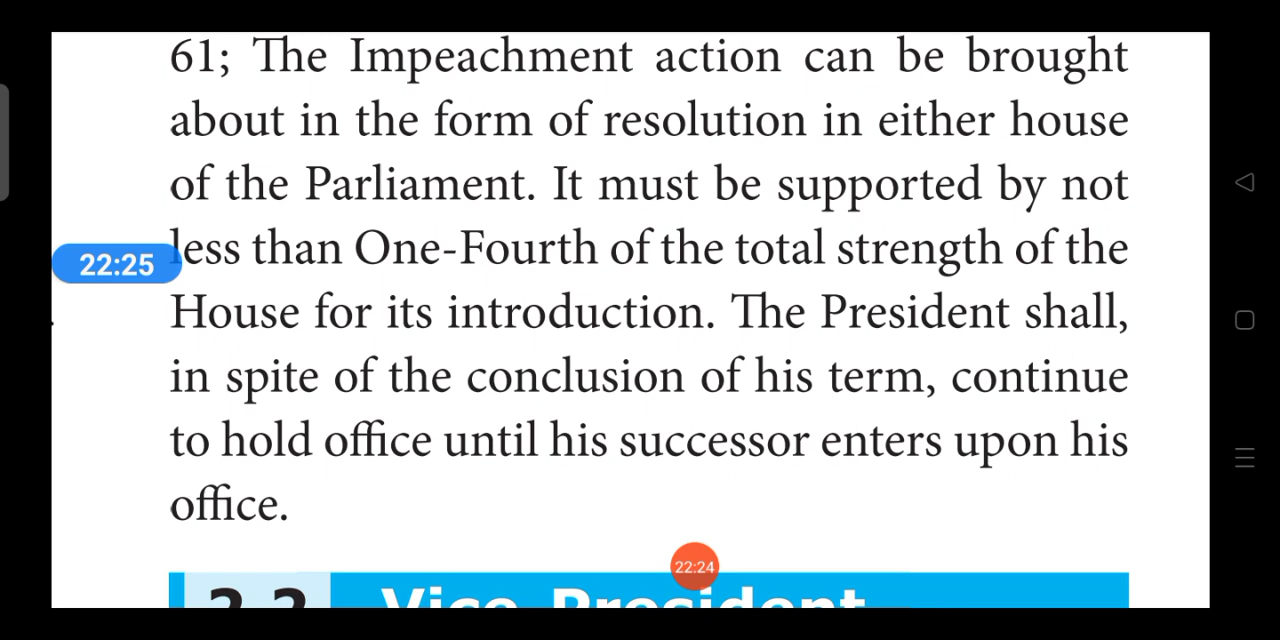 61; The Impeachment action can be brought
about in the form of resolution in either house
of the Parliament. It must be supported by not
less than One-Fourth of the total strength of the
22:25
House for its introduction. The President shall,
in spite of the conclusion of his term, continue
to hold office until his successor enters upon his
office.
22:24
Vice President